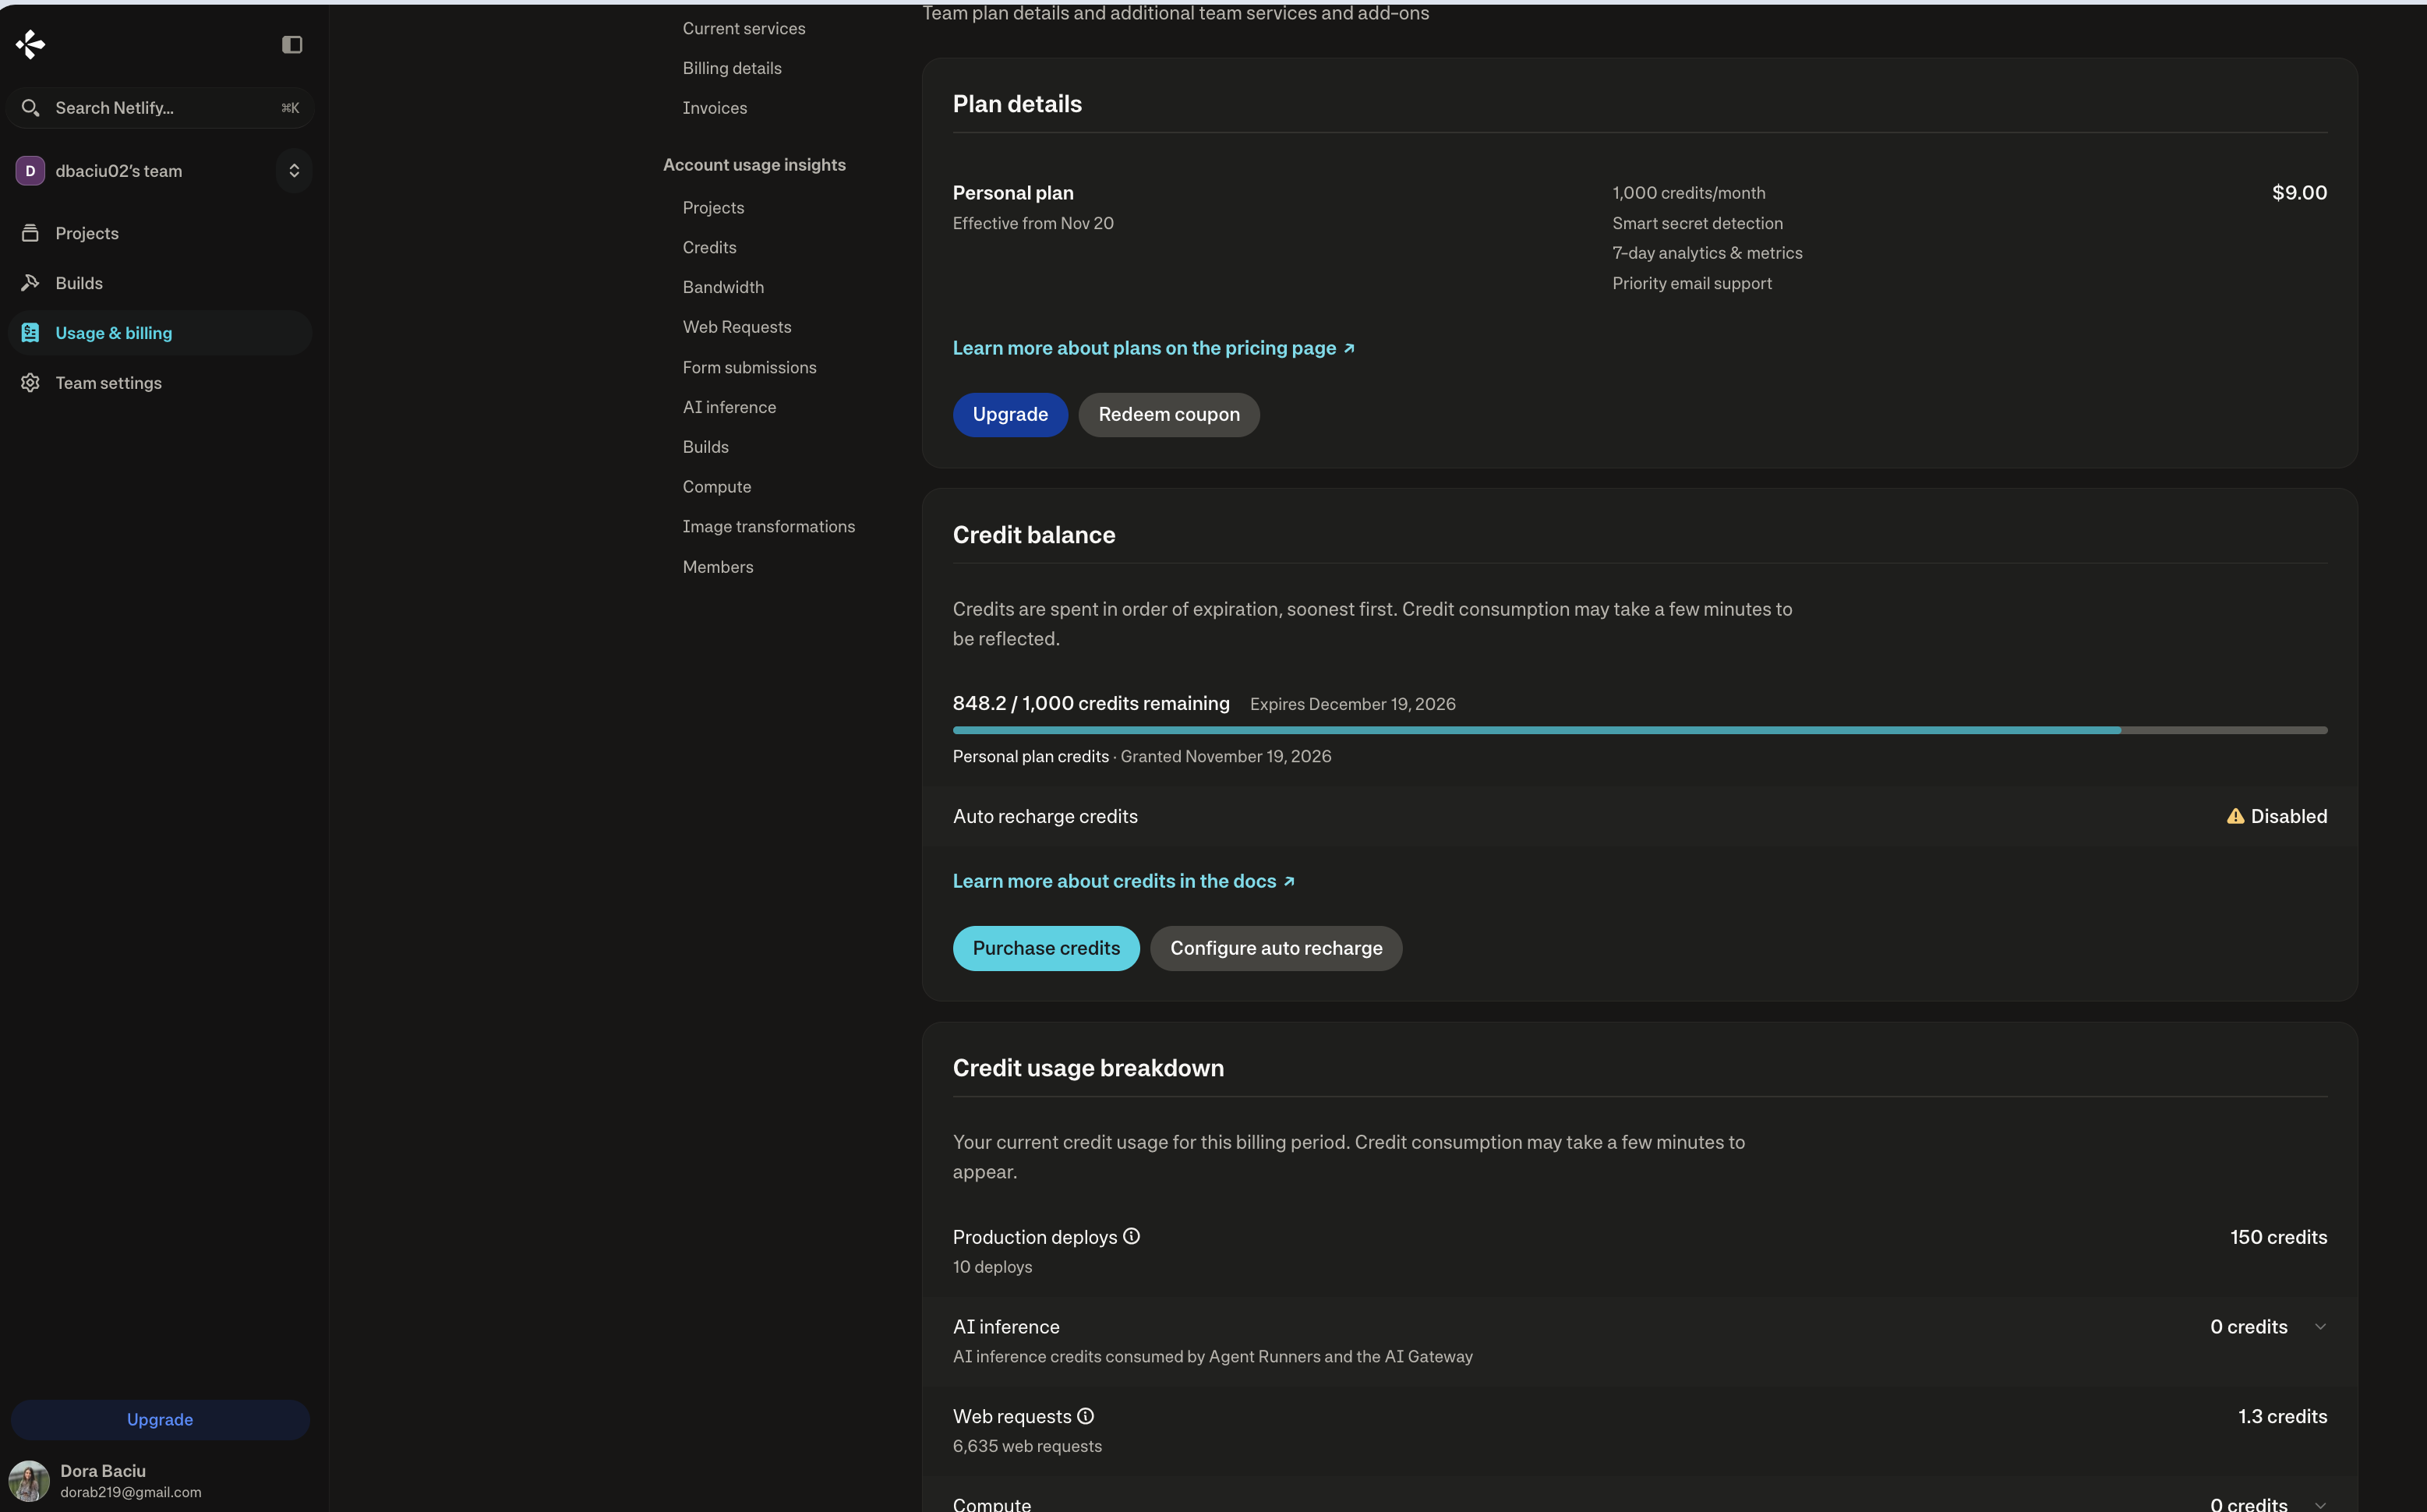 Search Netlify...
⌘K
D
dbaciu02's team
Projects
Builds
Usage & billing
Team settings
Upgrade
Dora Baciu
dorab219@gmail.com
Current services
Billing details
Invoices
Account usage insights
Projects
Credits
Bandwidth
Web Requests
Form submissions
AI inference
Builds
Compute
Image transformations
Members
Team plan details and additional team services and add-ons
Plan details
Personal plan
Effective from Nov 20
1,000 credits/month
Smart secret detection
7-day analytics & metrics
Priority email support
$9.00
Learn more about plans on the pricing page
Upgrade
Redeem coupon
Credit balance
Credits are spent in order of expiration, soonest first. Credit consumption may take a few minutes to
be reflected.
848.2 / 1,000 credits remaining
Expires December 19, 2026
Personal plan credits · Granted November 19, 2026
Auto recharge credits
Disabled
Learn more about credits in the docs
Purchase credits
Configure auto recharge
Credit usage breakdown
Your current credit usage for this billing period. Credit consumption may take a few minutes to
appear.
Production deploys
150 credits
10 deploys
AI inference
0 credits
AI inference credits consumed by Agent Runners and the AI Gateway
Web requests
1.3 credits
6,635 web requests
Compute
0 credits